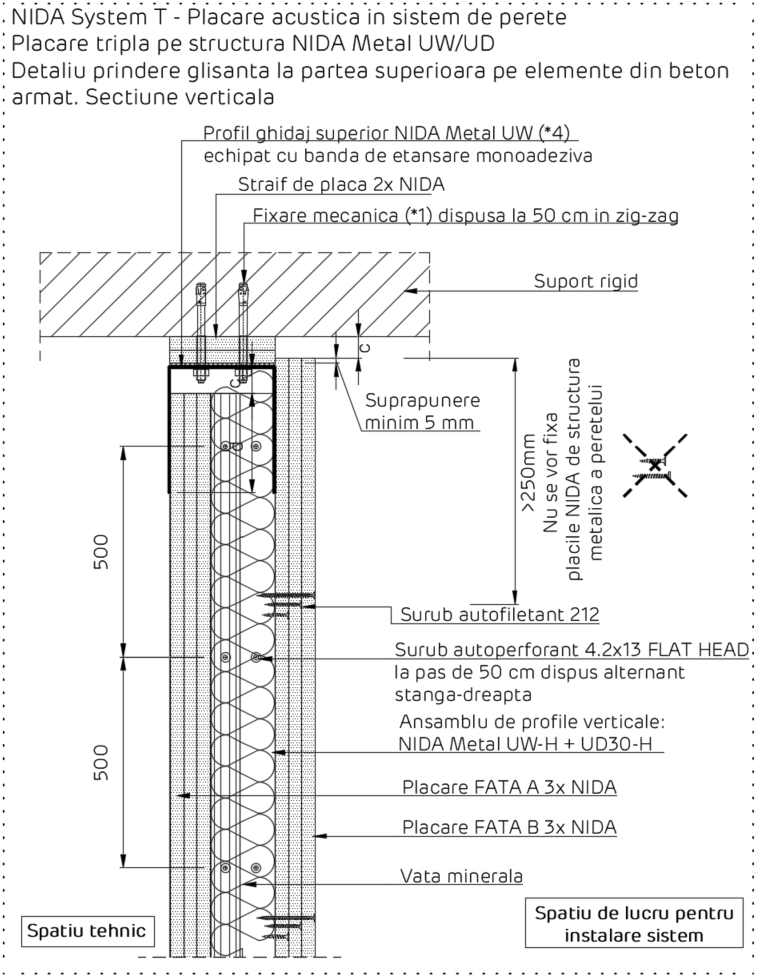 NIDA System T - Placare acustica in sistem de perete
Placare tripla pe structura NIDA Metal UW/UD
Detaliu prindere glisanta la partea superioara pe elemente din beton
armat. Sectiune verticala
Profil ghidaj superior NIDA Metal UW (*4)
echipat cu banda de etansare monoadeziva
Straif de placa 2x NIDA
Fixare mecanica (*1) dispusa la 50 cm in zig-zag
Suport rigid
C
C
Suprapunere
minim 5 mm
>250mm
Nu se vor fixa
placile NIDA de structura
metalica a peretelui
500
Surub autofiletant 212
Surub autoperforant 4.2x13 FLAT HEAD
la pas de 50 cm dispus alternant
stanga-dreapta
Ansamblu de profile verticale:
NIDA Metal UW-H + UD30-H
500
Placare FATA A 3x NIDA
Placare FATA B 3x NIDA
Vata minerala
Spatiu tehnic
Spatiu de lucru pentru
instalare sistem